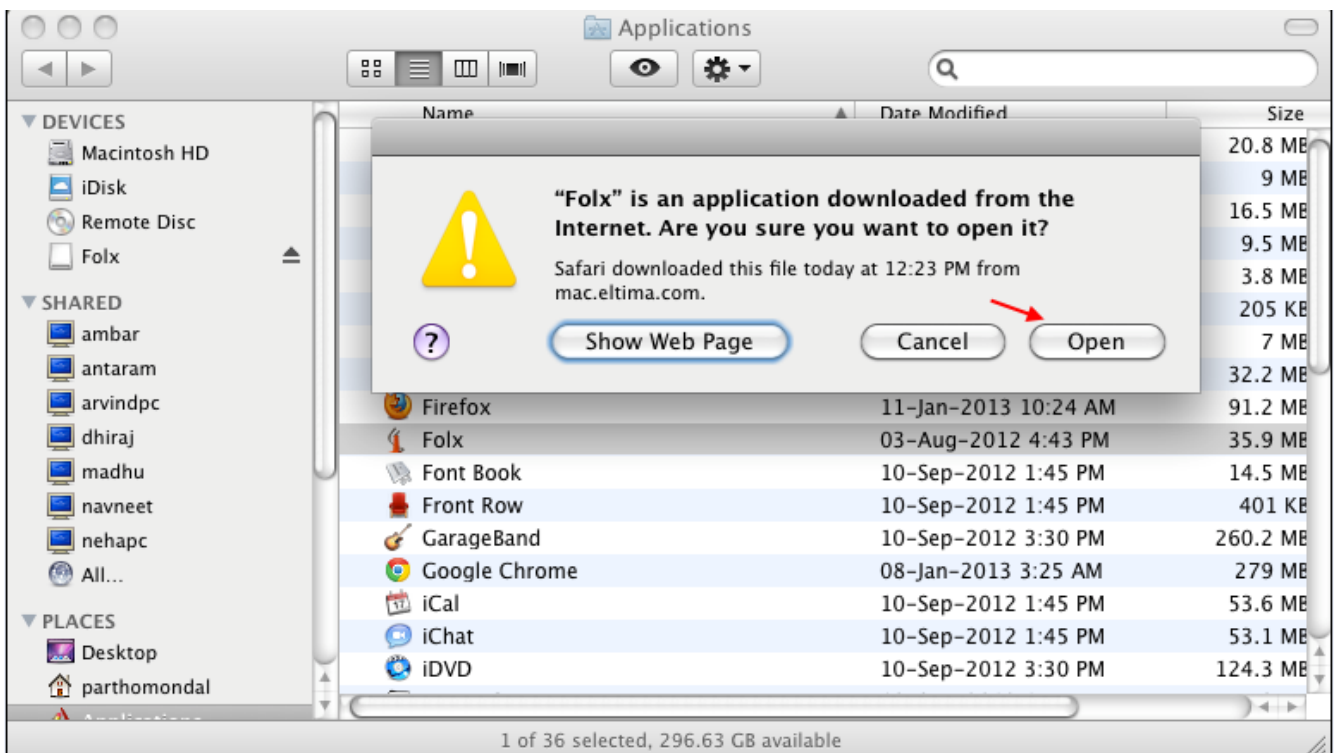 Applications
DEVICES
Macintosh HD
iDisk
Remote Disc
Folx
SHARED
ambar
antaram
arvindpc
dhiraj
madhu
navneet
nehapc
All...
PLACES
Desktop
parthomondal
Applications
Name Date Modified Size
20.8 MB
9 MB
16.5 MB
9.5 MB
3.8 MB
205 KB
7 MB
32.2 MB
“Folx” is an application downloaded from the
Internet. Are you sure you want to open it?
Safari downloaded this file today at 12:23 PM from
mac.eltima.com.
? Show Web Page Cancel Open
Firefox 11-Jan-2013 10:24 AM 91.2 MB
Folx 03-Aug-2012 4:43 PM 35.9 MB
Font Book 10-Sep-2012 1:45 PM 14.5 MB
Front Row 10-Sep-2012 1:45 PM 401 KB
GarageBand 10-Sep-2012 3:30 PM 260.2 MB
Google Chrome 08-Jan-2013 3:25 AM 279 MB
iCal 10-Sep-2012 1:45 PM 53.6 MB
iChat 10-Sep-2012 1:45 PM 53.1 MB
iDVD 10-Sep-2012 3:30 PM 124.3 MB
1 of 36 selected, 296.63 GB available